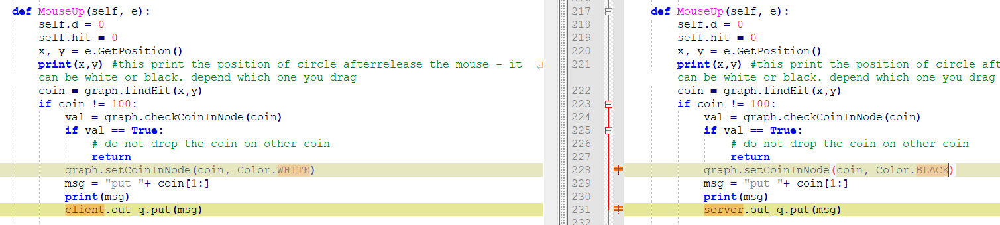 def MouseUp(self, e):
self.d = 0
self.hit = 0
x, y = e.GetPosition()
print(x,y) #this print the position of circle afterrelease the mouse - it
can be white or black. depend which one you drag
coin = graph.findHit(x,y)
if coin != 100:
val = graph.checkCoinInNode(coin)
if val == True:
# do not drop the coin on other coin
return
graph.setCoinInNode(coin, Color.WHITE)
msg = "put "+ coin[1:]
print(msg)
client.out_q.put(msg)
217 def MouseUp(self, e):
218 self.d = 0
219 self.hit = 0
220 x, y = e.GetPosition()
221 print(x,y) #this print the position of circle aft
can be white or black. depend which one you drag
222 coin = graph.findHit(x,y)
223 if coin != 100:
224 val = graph.checkCoinInNode(coin)
225 if val == True:
226 # do not drop the coin on other coin
227 return
228 graph.setCoinInNode(coin, Color.BLACK)
229 msg = "put "+ coin[1:]
230 print(msg)
231 server.out_q.put(msg)
232